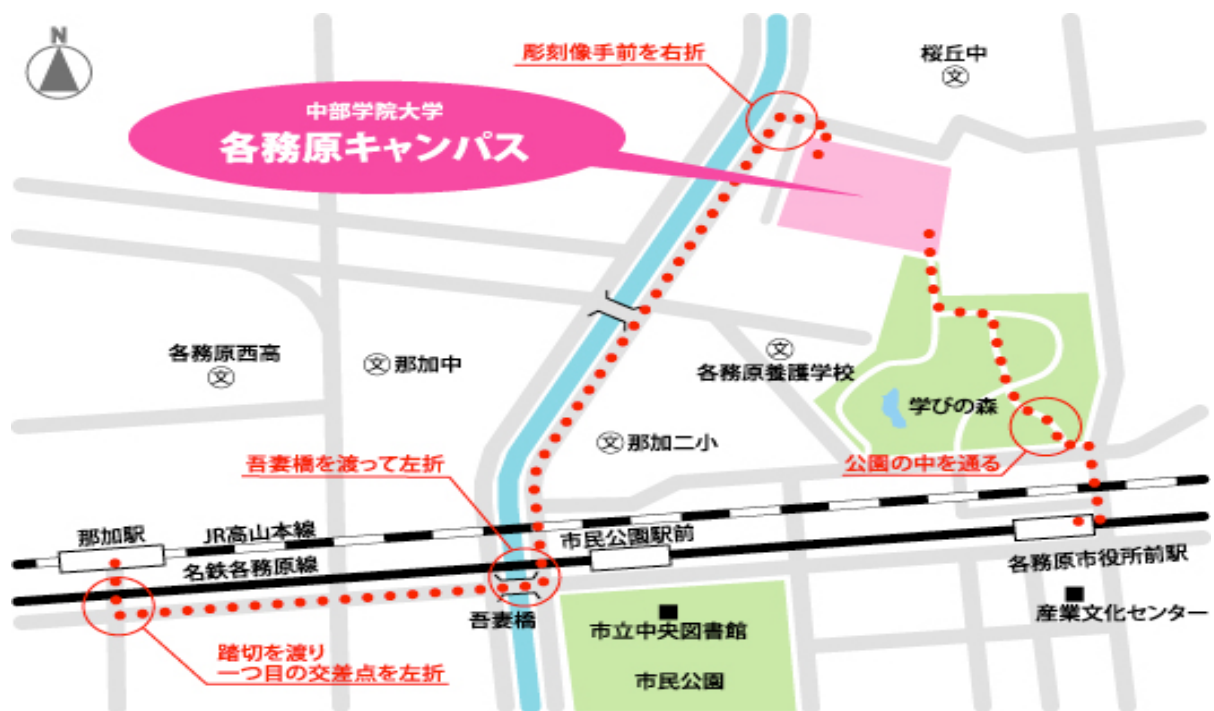 N
彫刻像手前を右折
桜丘中
文
中部学院大学
各務原キャンパス
各務原西高
文
文 那加中
文
各務原養護学校
学びの森
文 那加二小
吾妻橋を渡って左折
公園の中を通る
那加駅
JR高山本線
市民公園駅前
名鉄各務原線
各務原市役所前駅
吾妻橋
市立中央図書館
産業文化センター
踏切を渡り
一つ目の交差点を左折
市民公園